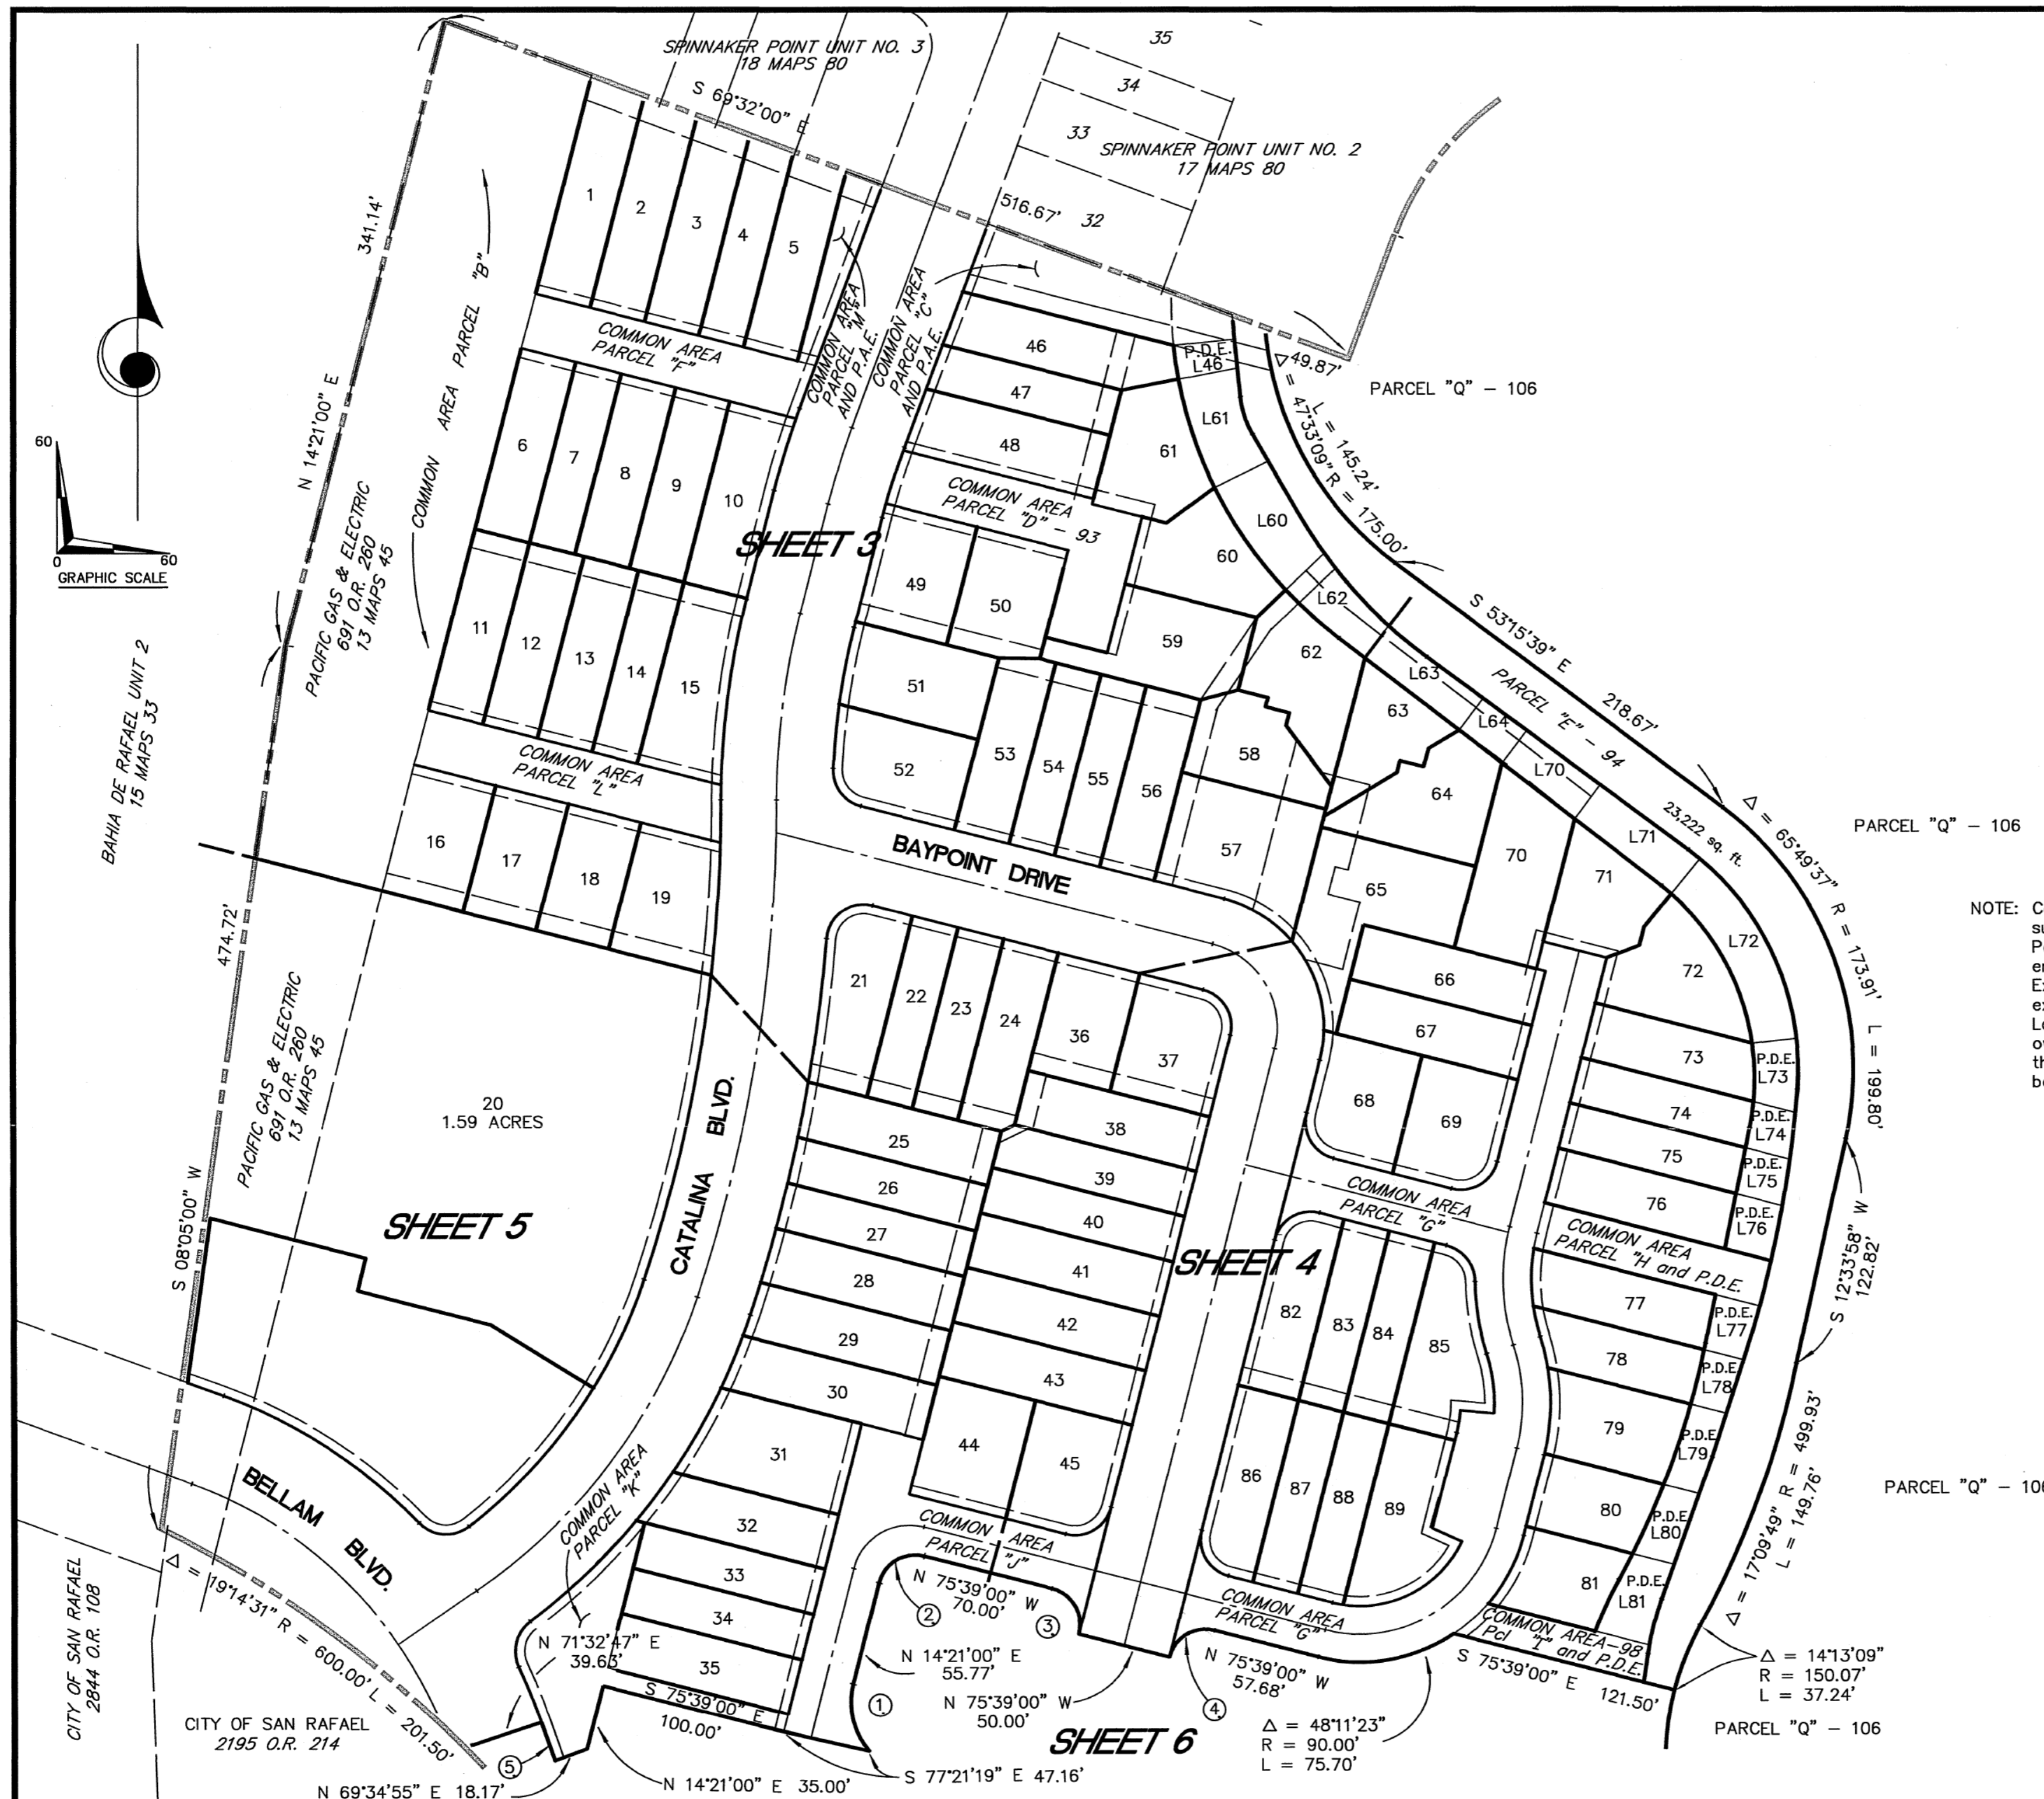 SPINNAKER POINT UNIT NO. 3
18 MAPS 80
S 69°32'00" E
35
34
33
SPINNAKER POINT UNIT NO. 2
17 MAPS 80
516.67'
32
341.14'
N 14°21'00" E
COMMON AREA PARCEL "B"
1
2
3
4
5
COMMON AREA
PARCEL "F"
COMMON AREA
PARCEL "M"
AND P.A.E.
COMMON AREA
PARCEL "C"
AND P.A.E.
60
0
60
GRAPHIC SCALE
46
47
48
P.D.E.
L46
49.87'
PARCEL "Q" – 106
Δ = 47°33'09" R = 175.00'
L = 145.24'
L61
61
6
7
8
9
10
SHEET 3
COMMON AREA
PARCEL "D" – 93
L60
60
49
50
59
L62
62
S 53°15'39" E
218.67'
PACIFIC GAS & ELECTRIC
691 O.R. 260
13 MAPS 45
BAHIA DE RAFAEL UNIT 2
15 MAPS 33
11
12
13
14
15
51
52
53
54
55
56
58
57
63
L63
L64
64
PARCEL "E" – 94
23,222 sq. ft.
L70
L71
70
71
65
COMMON AREA
PARCEL "L"
16
17
18
19
BAYPOINT DRIVE
Δ = 65°49'37" R = 173.91' L = 199.80'
PARCEL "Q" – 106
NOTE: C
su
P
e
E
e
L
o
th
b
474.72'
21
22
23
24
36
37
66
67
68
69
L72
72
73
P.D.E.
L73
74
P.D.E.
L74
75
P.D.E.
L75
76
P.D.E.
L76
PACIFIC GAS & ELECTRIC
691 O.R. 260
13 MAPS 45
20
1.59 ACRES
CATALINA BLVD.
S 08°05'00" W
SHEET 5
25
26
27
28
29
30
38
39
40
41
42
43
44
45
COMMON AREA
PARCEL "G"
SHEET 4
COMMON AREA
PARCEL "H and P.D.E.
S 12°33'58" W
122.82'
77
P.D.E.
L77
78
P.D.E.
L78
79
P.D.E
L79
80
P.D.E
L80
81
P.D.E.
L81
82
83
84
85
86
87
88
89
Δ = 17°09'49" R = 499.93'
L = 149.76'
PARCEL "Q" – 106
BELLAM BLVD.
COMMON AREA
PARCEL "K"
31
32
33
34
35
COMMON AREA
PARCEL "J"
N 75°39'00" W
70.00'
2
3
COMMON AREA
PARCEL "G"
COMMON AREA–98
Pcl "I" and P.D.E.
Δ = 19°14'31" R = 600.00' L = 201.50'
CITY OF SAN RAFAEL
2844 O.R. 108
CITY OF SAN RAFAEL
2195 O.R. 214
N 71°32'47" E
39.63'
S 75°39'00" E
100.00'
N 14°21'00" E
55.77'
1
N 75°39'00" W
50.00'
N 75°39'00" W
57.68'
4
S 75°39'00" E 121.50'
Δ = 14°13'09"
R = 150.07'
L = 37.24'
PARCEL "Q" – 106
Δ = 48°11'23"
R = 90.00'
L = 75.70'
SHEET 6
5
N 69°34'55" E 18.17'
N 14°21'00" E 35.00'
S 77°21'19" E 47.16'